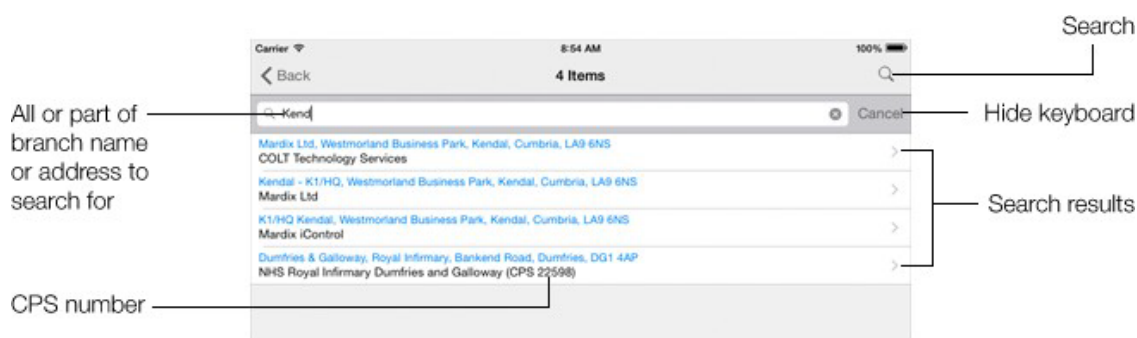 Search
Carrier 8:54 AM 100%
Back 4 Items
All or part of
branch name
or address to
search for
Kend
Cancel
Hide keyboard
Mardix Ltd, Westmorland Business Park, Kendal, Cumbria, LA9 6NS
COLT Technology Services
Kendal - K1/HQ, Westmorland Business Park, Kendal, Cumbria, LA9 6NS
Mardix Ltd
Search results
K1/HQ Kendal, Westmorland Business Park, Kendal, Cumbria, LA9 6NS
Mardix iControl
Dumfries & Galloway, Royal Infirmary, Bankend Road, Dumfries, DG1 4AP
NHS Royal Infirmary Dumfries and Galloway (CPS 22598)
CPS number